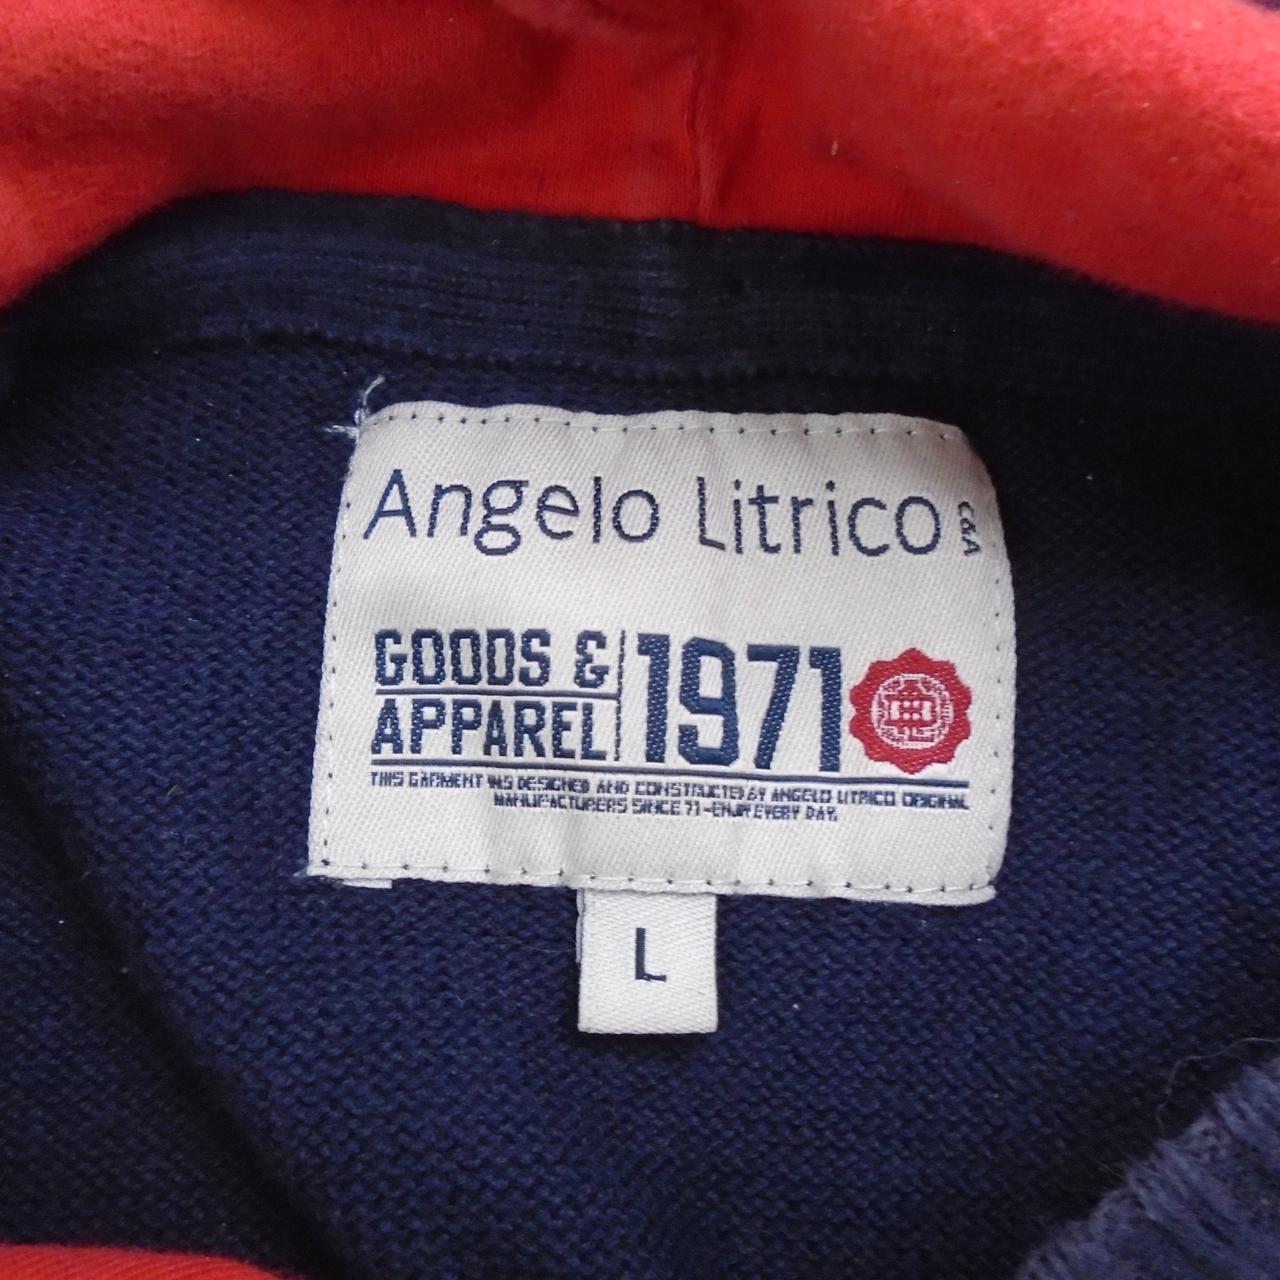 Angelo Litrico
C&A
GOODS &
APPAREL
1971
THIS GARMENT WAS DESIGNED AND CONSTRUCTED BY ANGELO LITRICO ORIGINAL
MANUFACTURERS SINCE 71-ENJOY EVERY DAY.
L